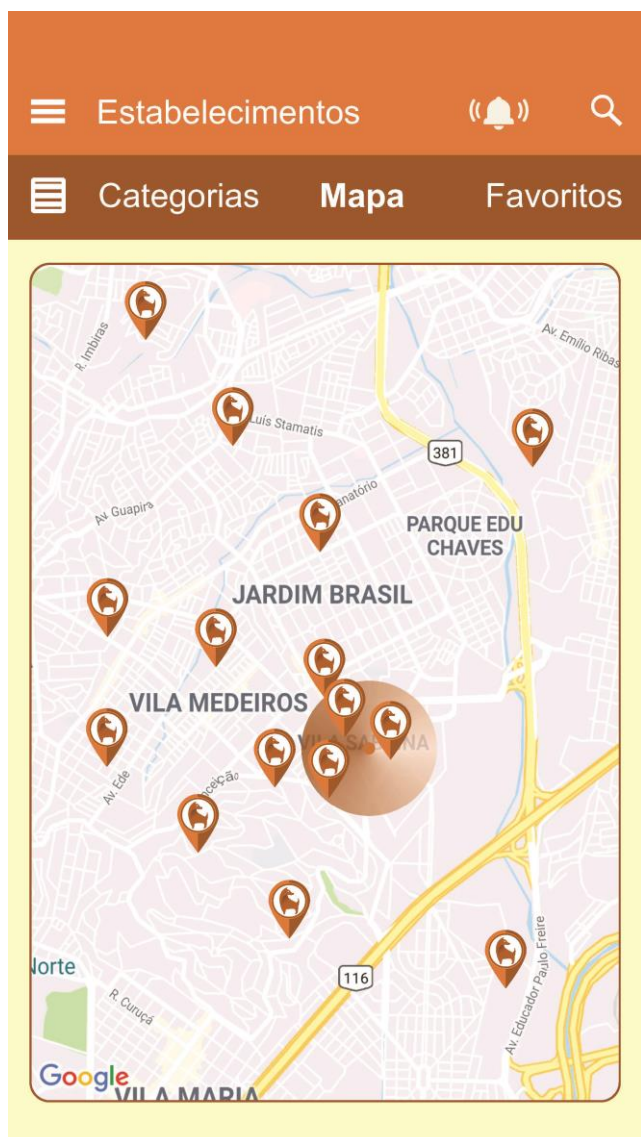 Estabelecimentos
Categorias Mapa Favoritos
R. Imbiras
Av. Emílio Ribas
Luís Stamatis
381
Av. Guapira
PARQUE EDU
CHAVES
JARDIM BRASIL
VILA MEDEIROS
Av. Ede
Norte
116
R. Curuçá
Av. Educador Paulo Freire
Google
VILA MARIA